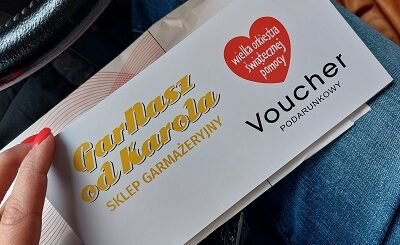 GarNasz
od Karola
SKLEP GARMAŻERYJNY
wielka orkiestra
świątecznej
pomocy
Voucher
PODARUNKOWY